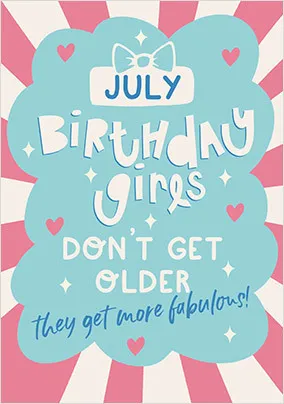 JULY
Birthday
girls
DON'T GET
OLDER
they get more fabulous!